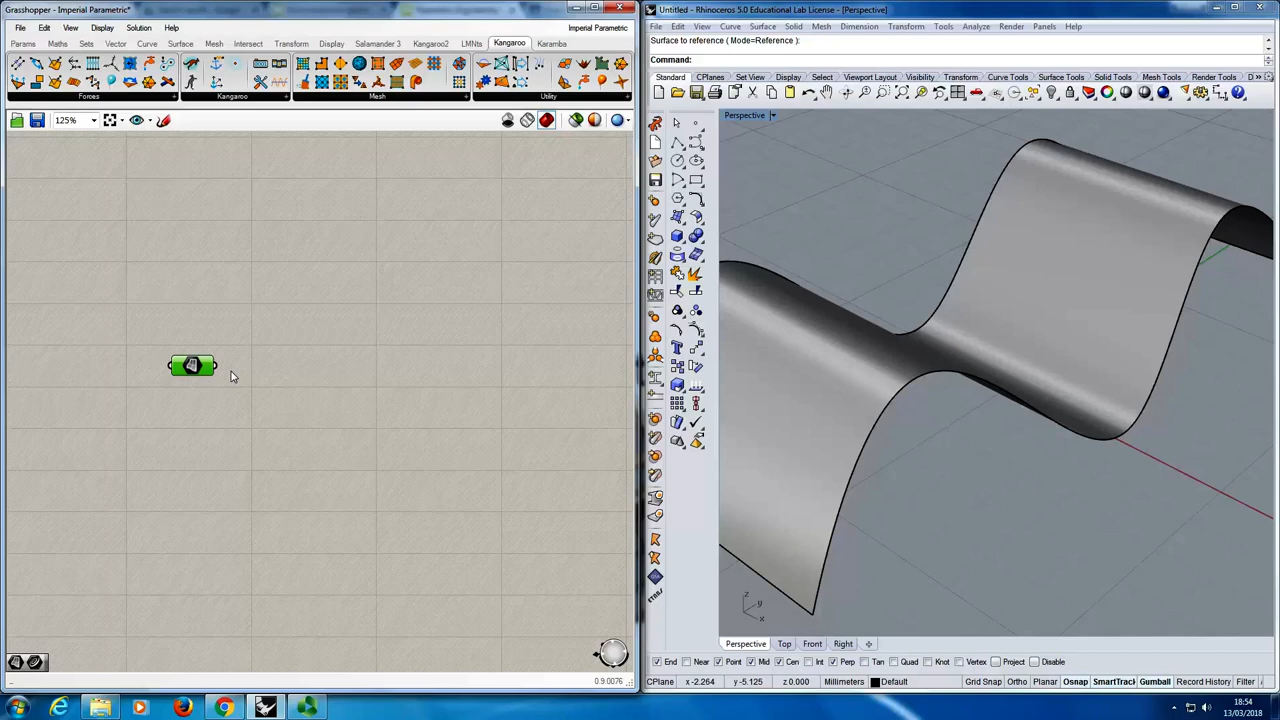 Grasshopper - Imperial Parametric*
File Edit View Display Solution Help
Imperial Parametric
Params Maths Sets Vector Curve Surface Mesh Intersect Transform Display Salamander 3 Kangaroo2 LMNts Kangaroo Karamba
Forces Kangaroo Mesh Utility
125%
0.9.0076
Untitled - Rhinoceros 5.0 Educational Lab License - [Perspective]
File Edit View Curve Surface Solid Mesh Dimension Transform Tools Analyze Render Panels Help
Surface to reference ( Mode=Reference ):
Command:
Standard CPlanes Set View Display Select Viewport Layout Visibility Transform Curve Tools Surface Tools Solid Tools Mesh Tools Render Tools D
Perspective
z
y
x
Perspective Top Front Right
End Near Point Mid Cen Int Perp Tan Quad Knot Vertex Project Disable
CPlane x -2.264 y -5.125 z 0.000 Millimeters Default Grid Snap Ortho Planar Osnap SmartTrack Gumball Record History Filter
18:54
13/03/2018